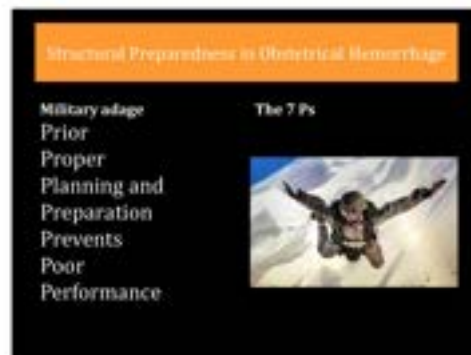 Structural Preparedness in Obstetrical Hemorrhage
Military adage
Prior
Proper
Planning and
Preparation
Prevents
Poor
Performance
The 7 Ps